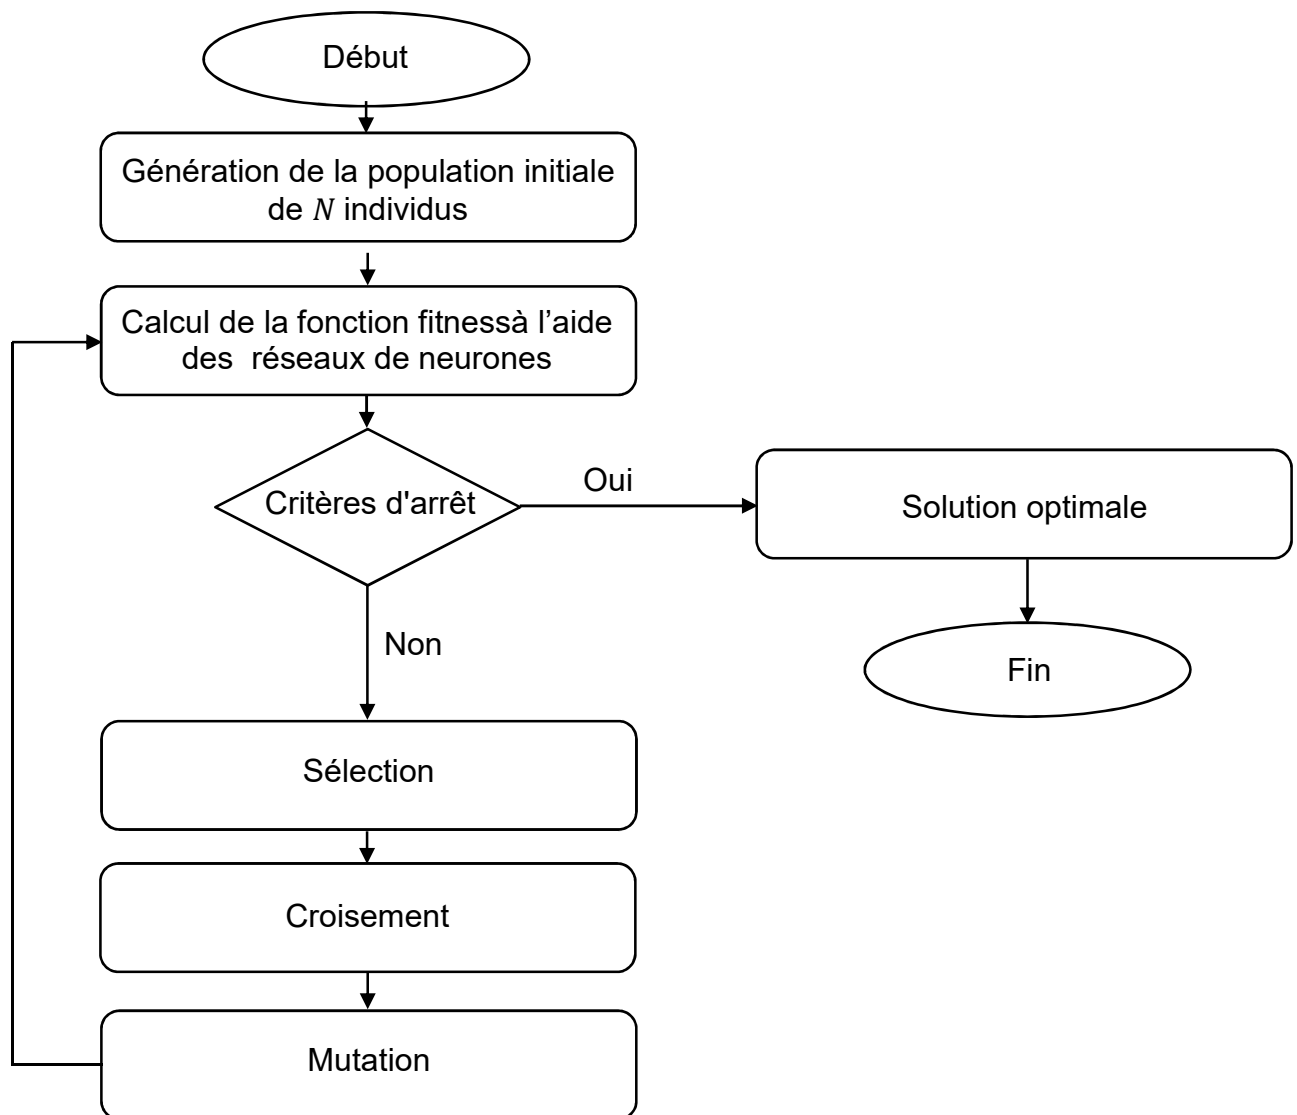 Début
Génération de la population initiale
de N individus
Calcul de la fonction fitnessà l’aide
des  réseaux de neurones
Critères d'arrêt
Oui
Solution optimale
Non
Fin
Sélection
Croisement
Mutation